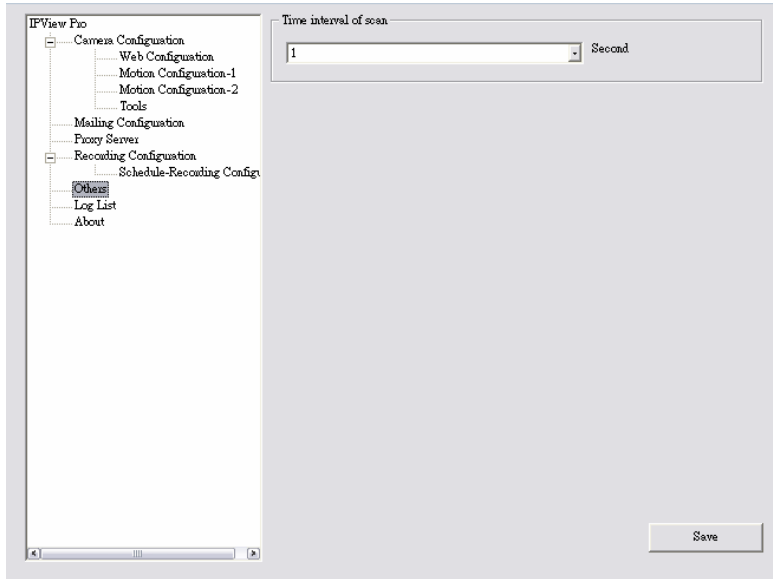 IPView Pro
Camera Configuration
Web Configuration
Motion Configuration-1
Motion Configuration-2
Tools
Mailing Configuration
Proxy Server
Recording Configuration
Schedule-Recording Configu
Others
Log List
About
Time interval of scan
1
Second
Save